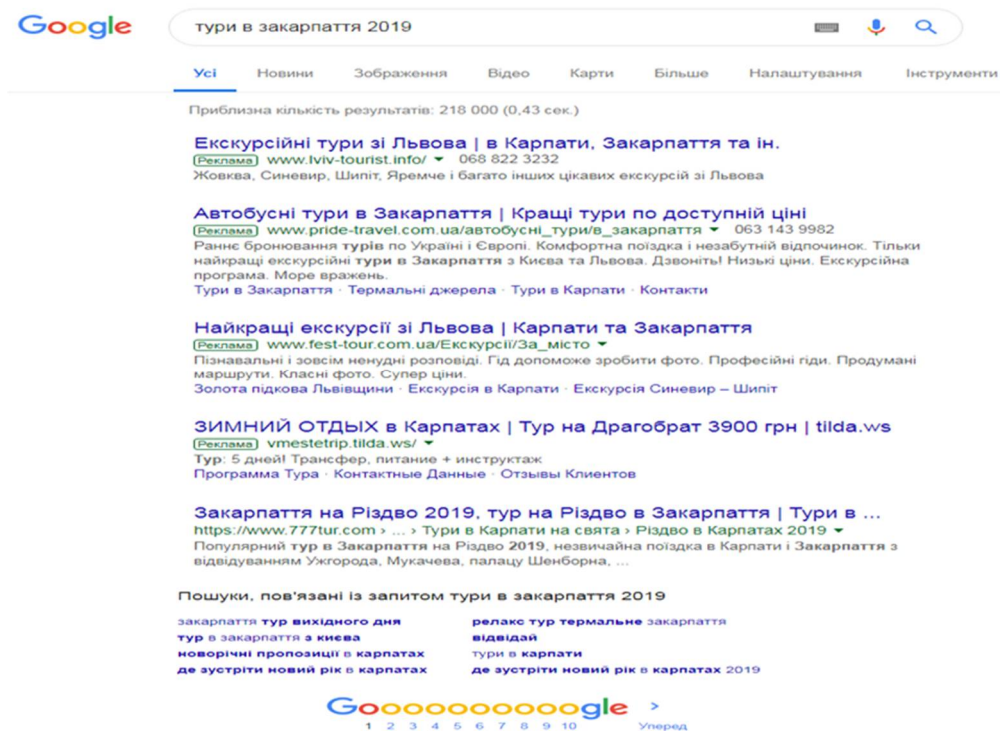 Google
тури в закарпаття 2019
Усі Новини Зображення Відео Карти Більше Налаштування Інструменти
Приблизна кількість результатів: 218 000 (0,43 сек.)
Екскурсійні тури зі Львова | в Карпати, Закарпаття та ін.
Реклама www.lviv-tourist.info/ 068 822 3232
Жовква, Синевир, Шипіт, Яремче і багато інших цікавих екскурсій зі Львова
Автобусні тури в Закарпаття | Кращі тури по доступній ціні
Реклама www.pride-travel.com.ua/автобусні_тури/в_закарпаття 063 143 9982
Раннє бронювання турів по Україні і Європі. Комфортна поїздка і незабутній відпочинок. Тільки
найкращі екскурсійні тури в Закарпаття з Києва та Львова. Дзвоніть! Низькі ціни. Екскурсійна
програма. Море вражень.
Тури в Закарпаття · Термальні джерела · Тури в Карпати · Контакти
Найкращі екскурсії зі Львова | Карпати та Закарпаття
Реклама www.fest-tour.com.ua/Екскурсії/За_місто
Пізнавальні і зовсім ненудні розповіді. Гід допоможе зробити фото. Професійні гіди. Продумані
маршрути. Класні фото. Супер ціни.
Золота підкова Львівщини · Екскурсія в Карпати · Екскурсія Синевир – Шипіт
ЗИМНИЙ ОТДЫХ в Карпатах | Тур на Драгобрат 3900 грн | tilda.ws
Реклама vmestetrip.tilda.ws/
Тур: 5 дней! Трансфер, питание + инструктаж
Программа Тура · Контактные Данные · Отзывы Клиентов
Закарпаття на Різдво 2019, тур на Різдво в Закарпаття | Тури в ...
https://www.777tur.com › ... › Тури в Карпати на свята › Різдво в Карпатах 2019
Популярний тур в Закарпаття на Різдво 2019, незвичайна поїздка в Карпати і Закарпаття з
відвідуванням Ужгорода, Мукачева, палацу Шенборна, ...
Пошуки, пов'язані із запитом тури в закарпаття 2019
закарпаття тур вихідного дня релакс тур термальне закарпаття
тур в закарпаття з києва відвідай
новорічні пропозиції в карпатах тури в карпати
де зустріти новий рік в карпатах де зустріти новий рік в карпатах 2019
Goooooooooogle >
1 2 3 4 5 6 7 8 9 10 Уперед